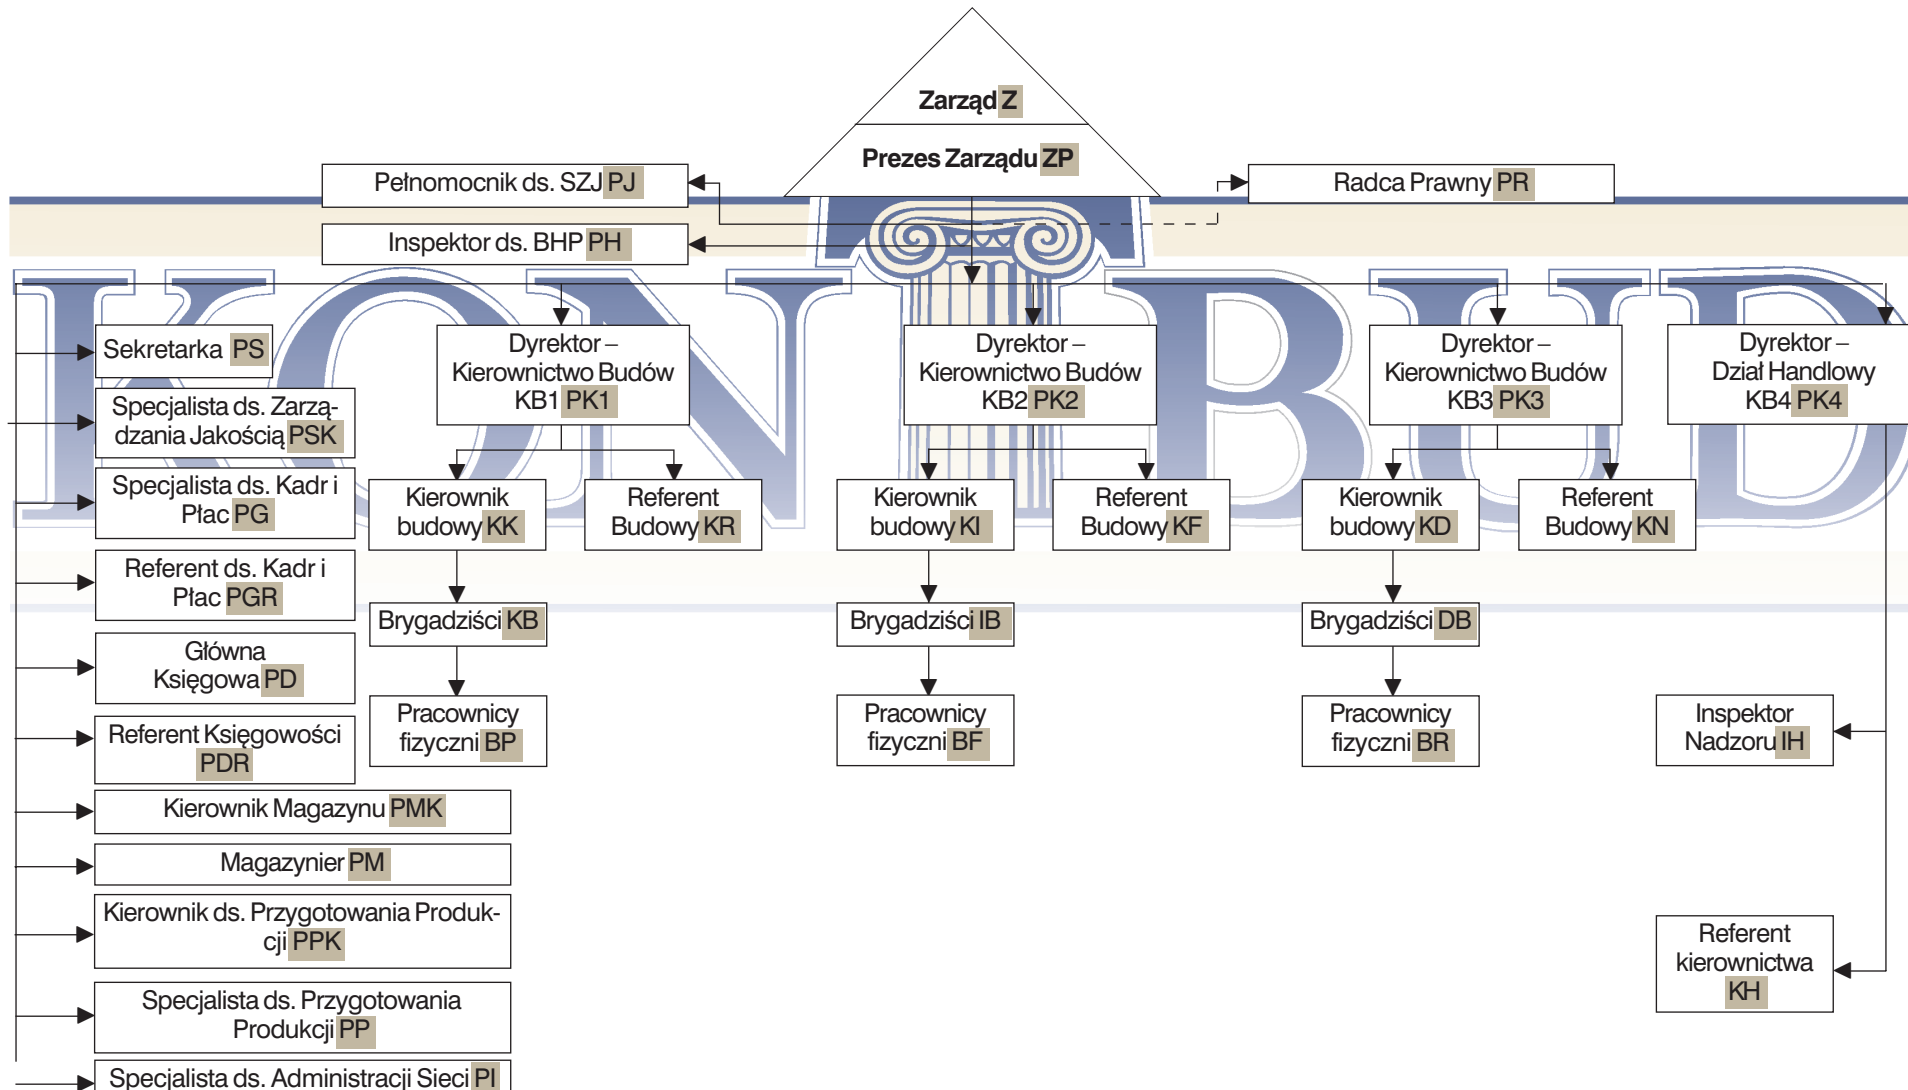 Zarząd Z
Prezes Zarządu ZP
Pełnomocnik ds. SZJ PJ
Radca Prawny PR
Inspektor ds. BHP PH
KON BUD
Sekretarka PS
Specjalista ds. Zarzą-
dzania Jakością PSK
Specjalista ds. Kadr i
Płac PG
Referent ds. Kadr i
Płac PGR
Główna
Księgowa PD
Referent Księgowości
PDR
Kierownik Magazynu PMK
Magazynier PM
Kierownik ds. Przygotowania Produk-
cji PPK
Specjalista ds. Przygotowania
Produkcji PP
Specjalista ds. Administracji Sieci PI
Dyrektor –
Kierownictwo Budów
KB1 PK1
Kierownik
budowy KK
Referent
Budowy KR
Brygadziści KB
Pracownicy
fizyczni BP
Dyrektor –
Kierownictwo Budów
KB2 PK2
Kierownik
budowy KI
Referent
Budowy KF
Brygadziści IB
Pracownicy
fizyczni BF
Dyrektor –
Kierownictwo Budów
KB3 PK3
Kierownik
budowy KD
Referent
Budowy KN
Brygadziści DB
Pracownicy
fizyczni BR
Dyrektor –
Dział Handlowy
KB4 PK4
Inspektor
Nadzoru IH
Referent
kierownictwa
KH